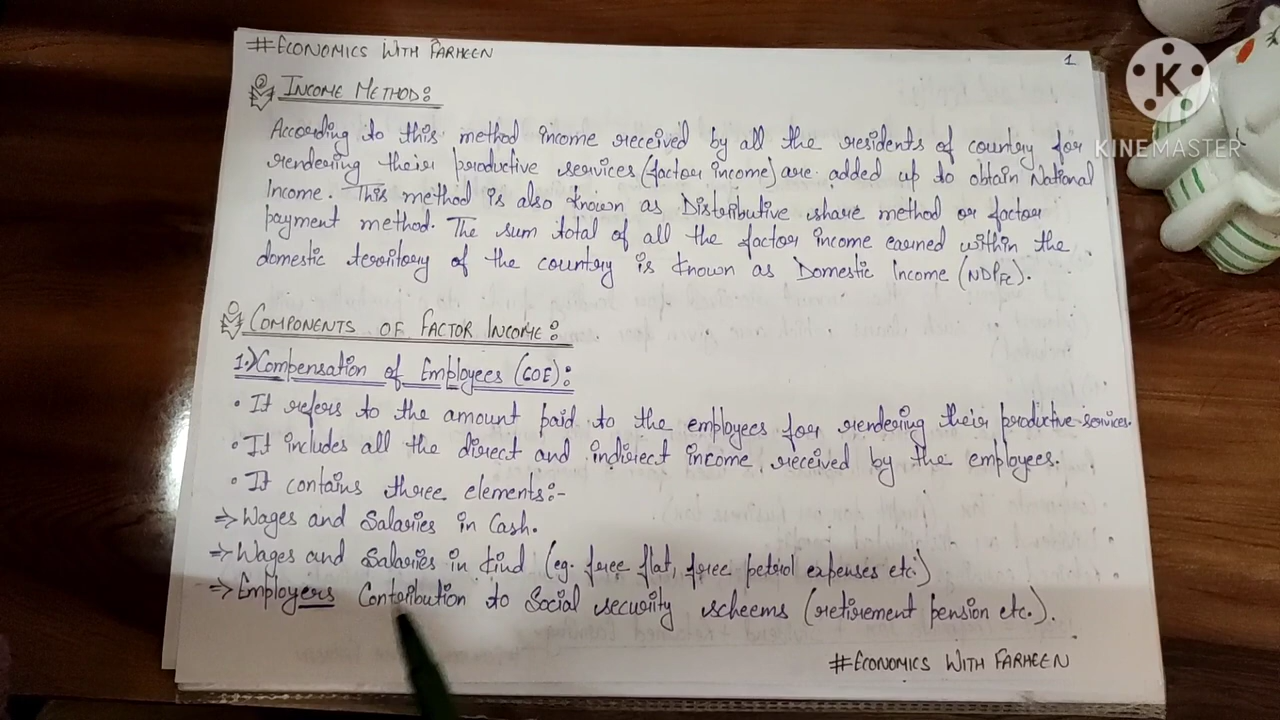 #ECONOMICS WITH FARHEEN
1
② INCOME METHOD:
According to this method income received by all the residents of country for
rendering their productive services (factor income) are added up to obtain National
Income. This method is also known as Distributive share method or factor
payment method. The sum total of all the factor income earned within the
domestic territory of the country is known as Domestic Income (NDPFC).
COMPONENTS OF FACTOR INCOME:
1.) Compensation of Employees (COE):
• It refers to the amount paid to the employees for rendering their productive services.
• It includes all the direct and indirect income received by the employees.
• It contains three elements:-
⇒ Wages and Salaries in Cash.
⇒ Wages and Salaries in kind (eg. free flat, free petrol expenses etc.)
⇒ Employers Contribution to Social security scheems (retirement pension etc.).
#ECONOMICS WITH FARHEEN
K
KINEMASTER